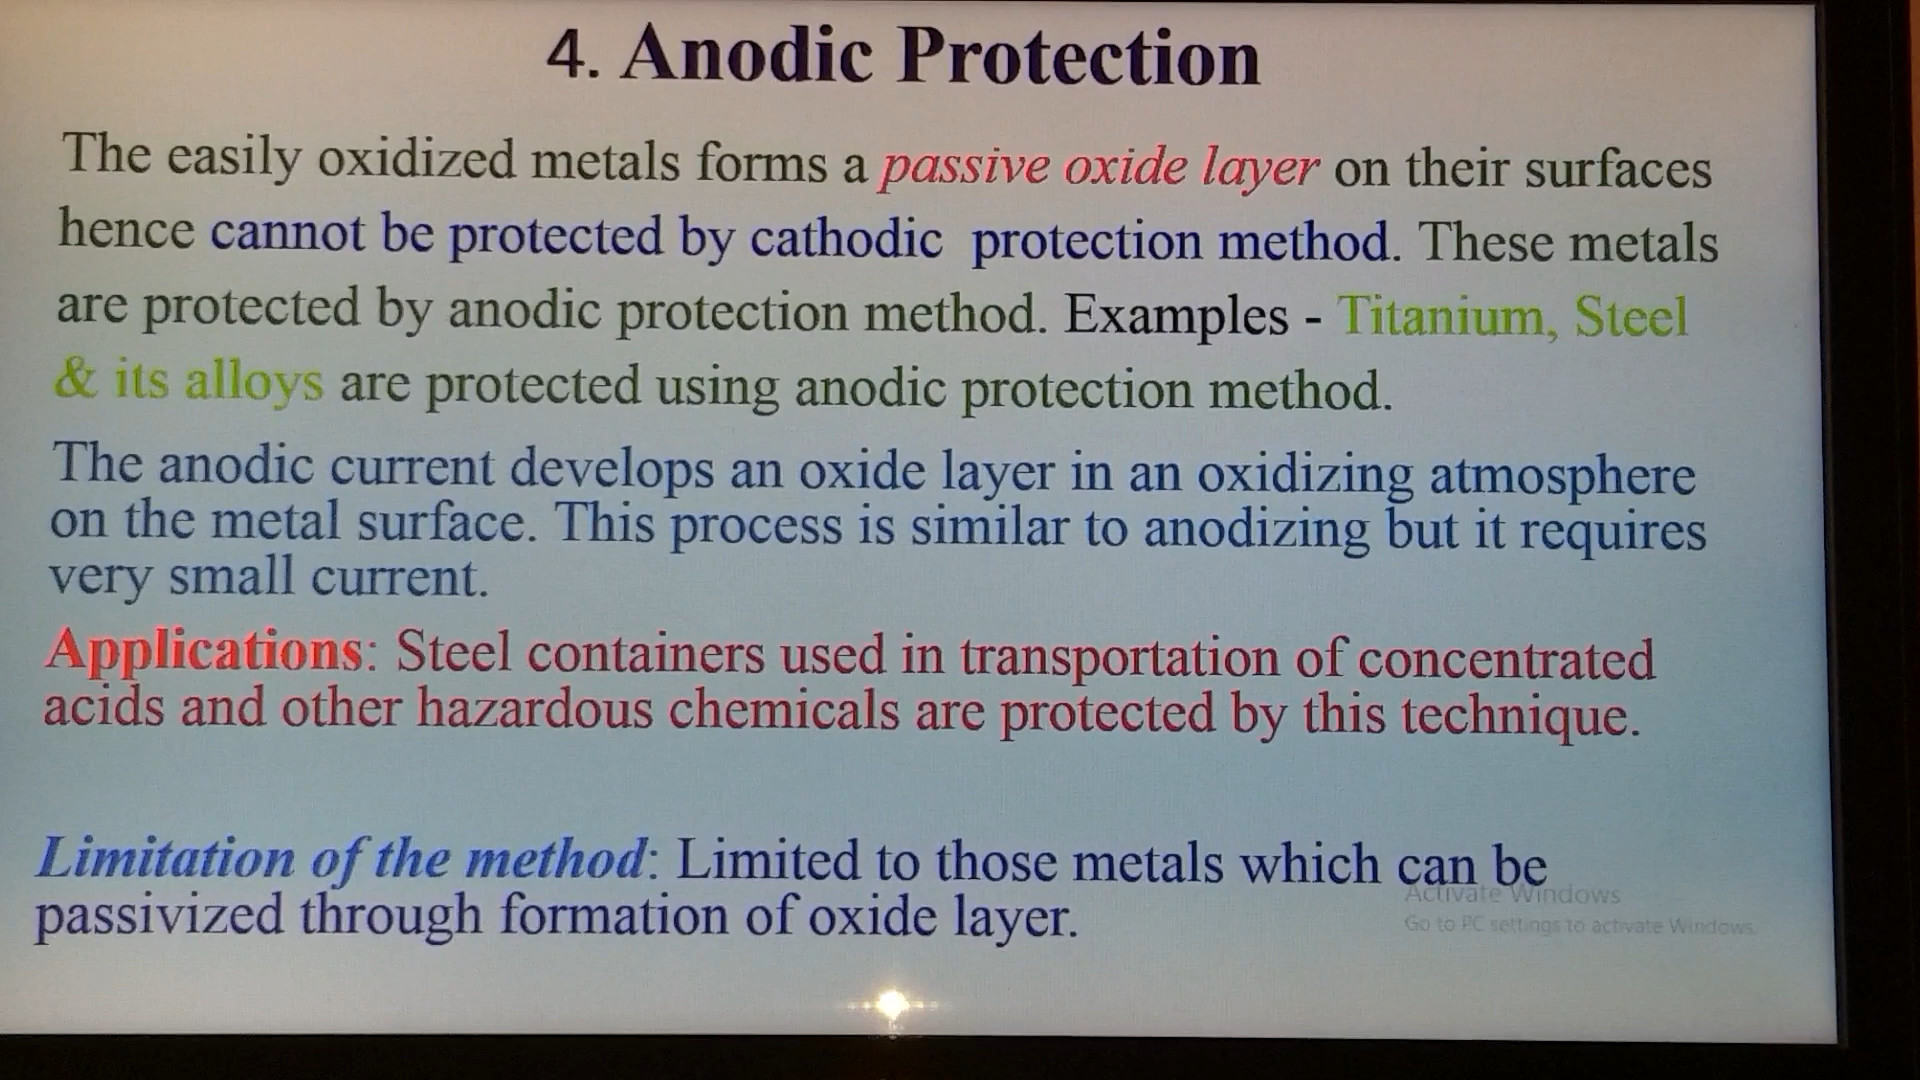 4. Anodic Protection
The easily oxidized metals forms a passive oxide layer on their surfaces
hence cannot be protected by cathodic protection method. These metals
are protected by anodic protection method. Examples - Titanium, Steel
& its alloys are protected using anodic protection method.
The anodic current develops an oxide layer in an oxidizing atmosphere
on the metal surface. This process is similar to anodizing but it requires
very small current.
Applications: Steel containers used in transportation of concentrated
acids and other hazardous chemicals are protected by this technique.
Limitation of the method: Limited to those metals which can be
passivized through formation of oxide layer.
Activate Windows
Go to PC settings to activate Windows.